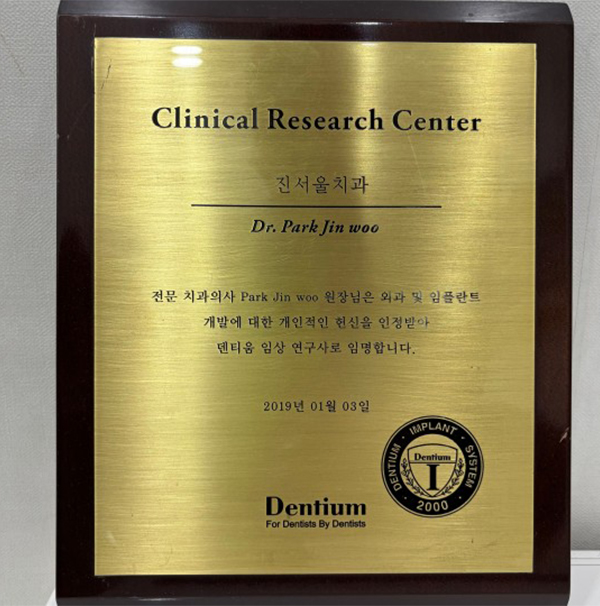 Clinical Research Center
진서울치과
Dr. Park Jin woo
전문 치과의사 Park Jin woo 원장님은 외과 및 임플란트
개발에 대한 개인적인 헌신을 인정받아
덴티움 임상 연구사로 임명합니다.
2019년 01월 03일
DENTIUM · IMPLANT · SYSTEM
Dentium
I
2000
Dentium
For Dentists By Dentists